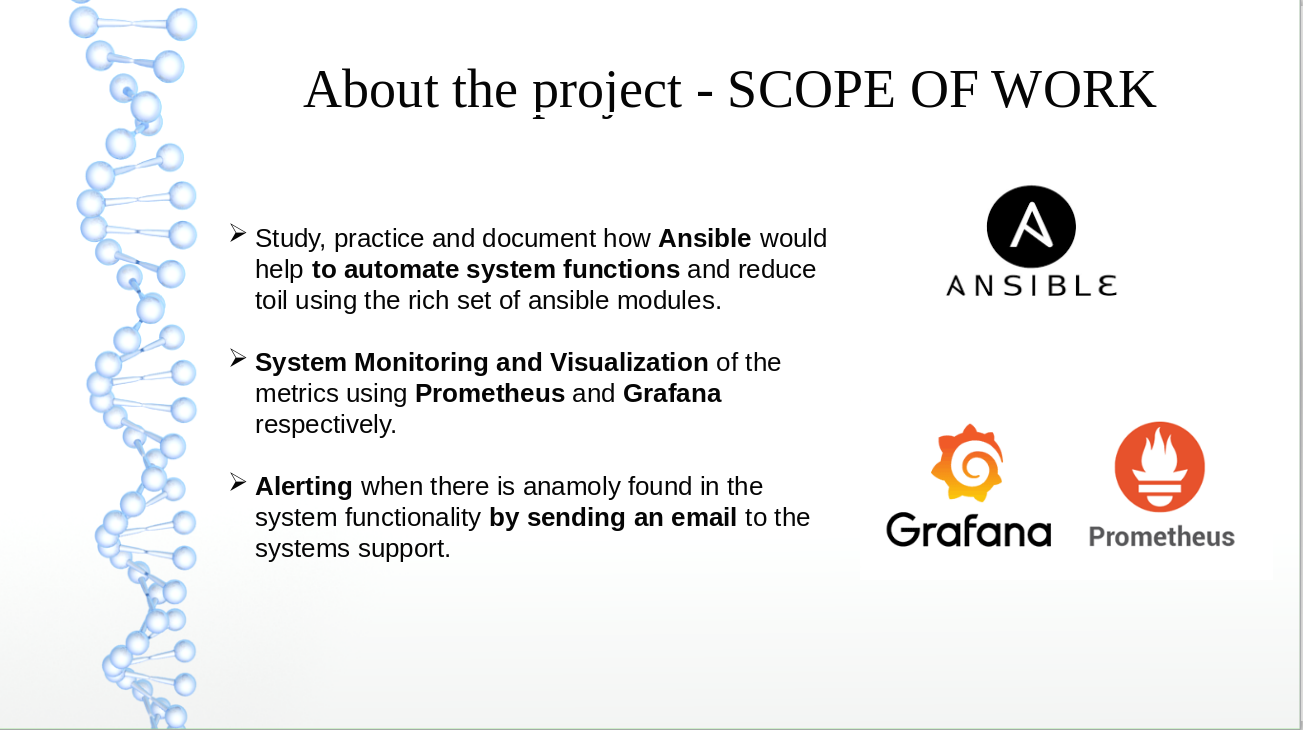 About the project - SCOPE OF WORK
Study, practice and document how Ansible would
help to automate system functions and reduce
toil using the rich set of ansible modules.
System Monitoring and Visualization of the
metrics using Prometheus and Grafana
respectively.
Alerting when there is anamoly found in the
system functionality by sending an email to the
systems support.
ANSIBLE
Grafana
Prometheus